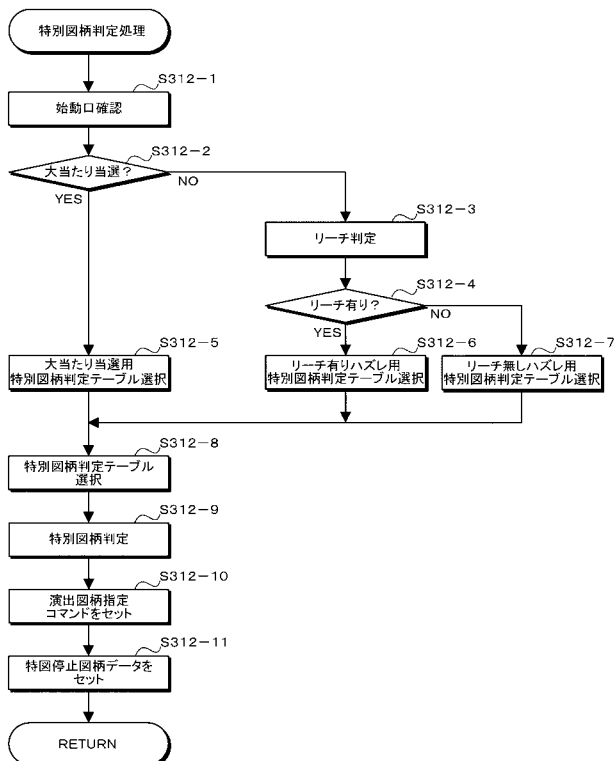 特別図柄判定処理
S312-1
始動口確認
S312-2
大当たり当選？
NO
YES
S312-3
リーチ判定
S312-4
リーチ有り？
NO
YES
S312-5
大当たり当選用
特別図柄判定テーブル選択
S312-6
リーチ有りハズレ用
特別図柄判定テーブル選択
S312-7
リーチ無しハズレ用
特別図柄判定テーブル選択
S312-8
特別図柄判定テーブル
選択
S312-9
特別図柄判定
S312-10
演出図柄指定
コマンドをセット
S312-11
特図停止図柄データを
セット
RETURN